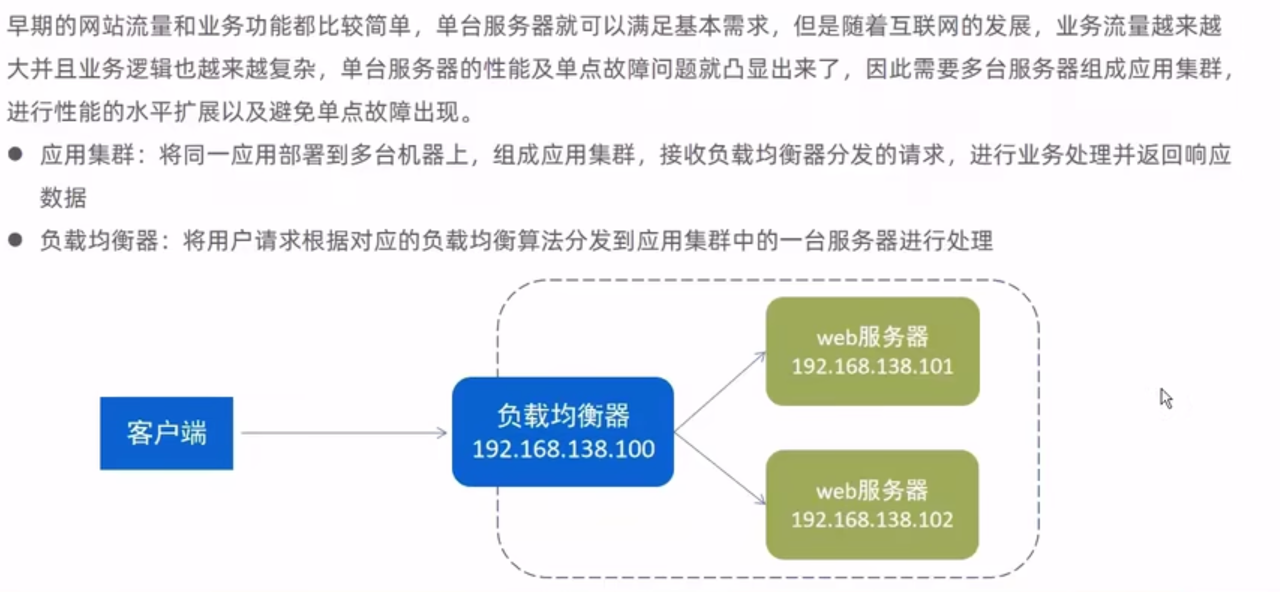 早期的网站流量和业务功能都比较简单，单台服务器就可以满足基本需求，但是随着互联网的发展，业务流量越来越
大并且业务逻辑也越来越复杂，单台服务器的性能及单点故障问题就凸显出来了，因此需要多台服务器组成应用集群，
进行性能的水平扩展以及避免单点故障出现。
● 应用集群：将同一应用部署到多台机器上，组成应用集群，接收负载均衡器分发的请求，进行业务处理并返回响应
数据
● 负载均衡器：将用户请求根据对应的负载均衡算法分发到应用集群中的一台服务器进行处理
客户端
负载均衡器
192.168.138.100
web服务器
192.168.138.101
web服务器
192.168.138.102